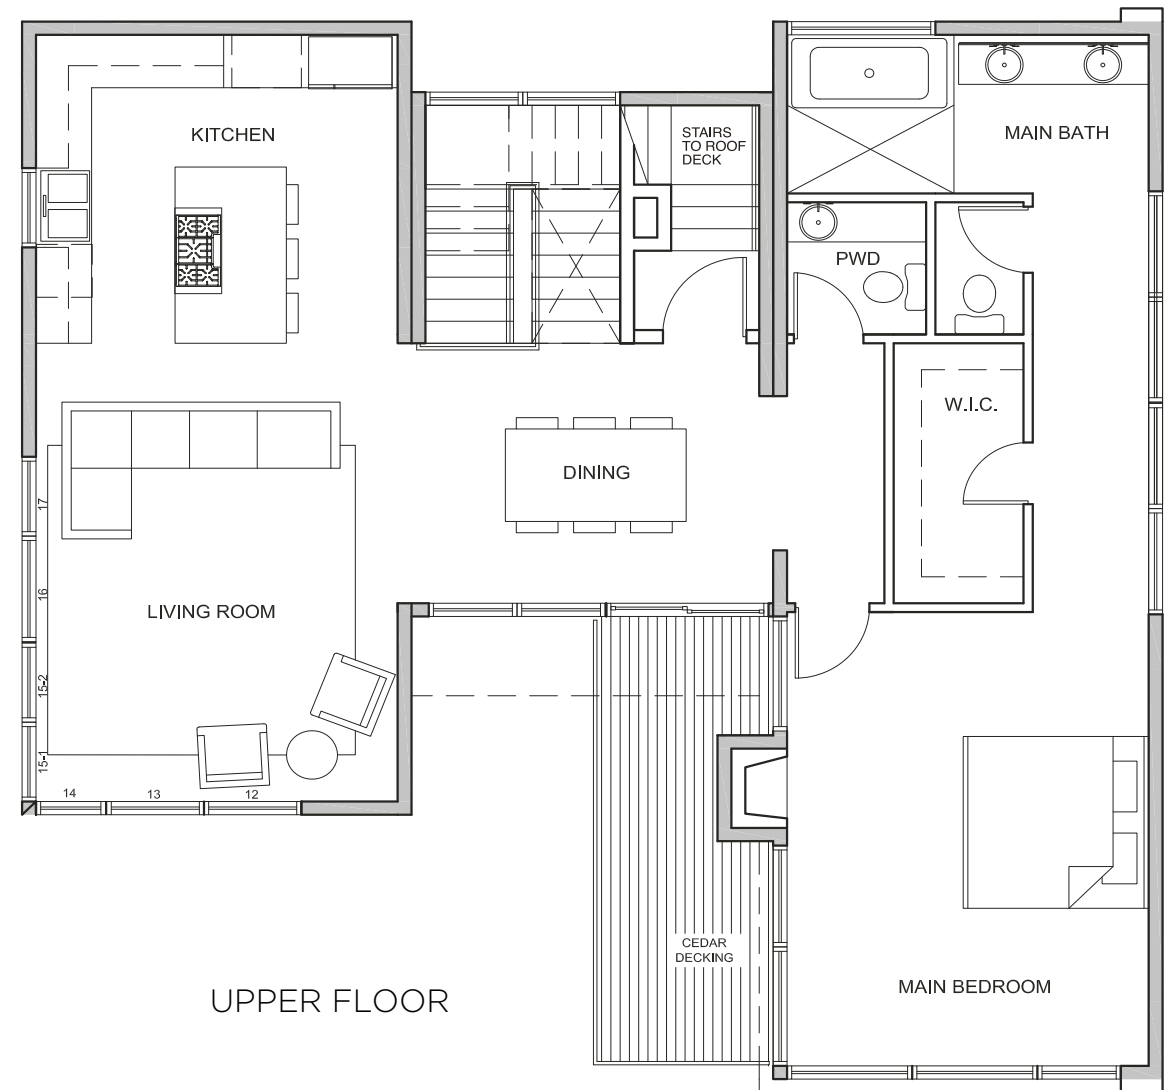 KITCHEN
STAIRS
TO ROOF
DECK
MAIN BATH
PWD
W.I.C.
DINING
LIVING ROOM
17
16
15-2
15-1
14
13
12
CEDAR
DECKING
MAIN BEDROOM
UPPER FLOOR